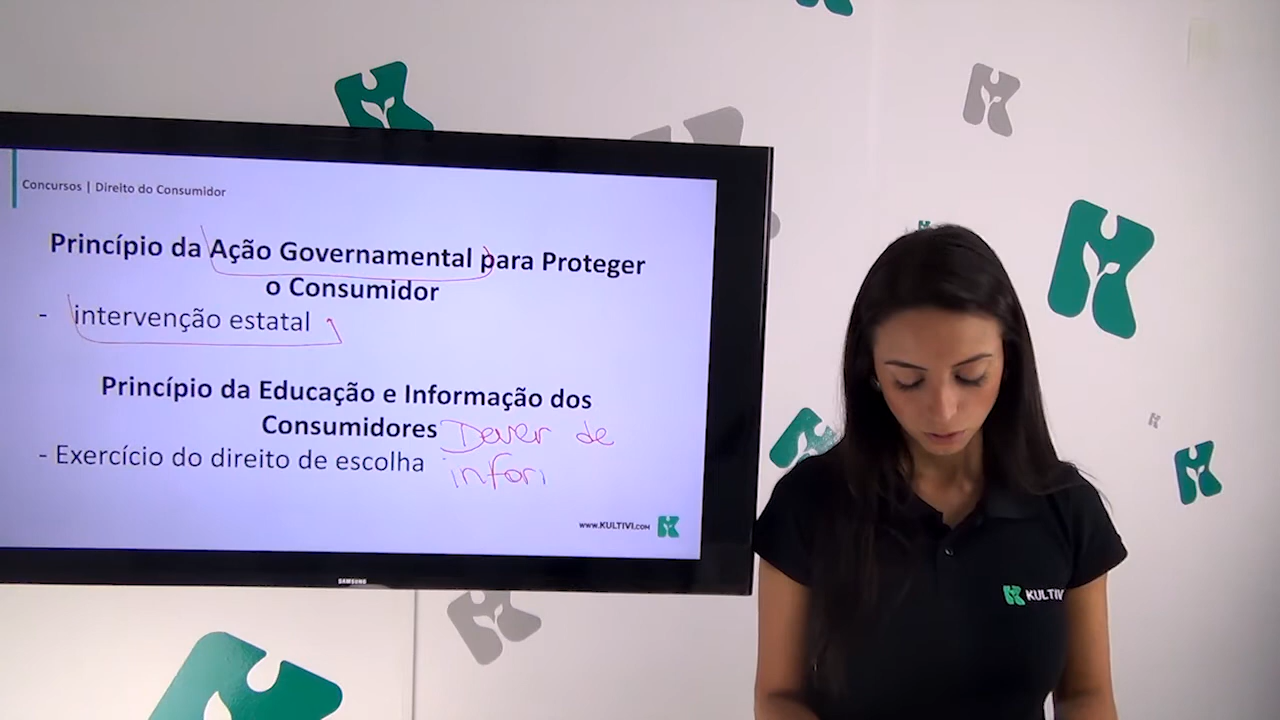 Concursos | Direito do Consumidor
Princípio da Ação Governamental para Proteger
o Consumidor
- intervenção estatal
Princípio da Educação e Informação dos
Consumidores Dever de
- Exercício do direito de escolha infori
www.KULTIVI.COM
SAMSUNG
KULTIVI